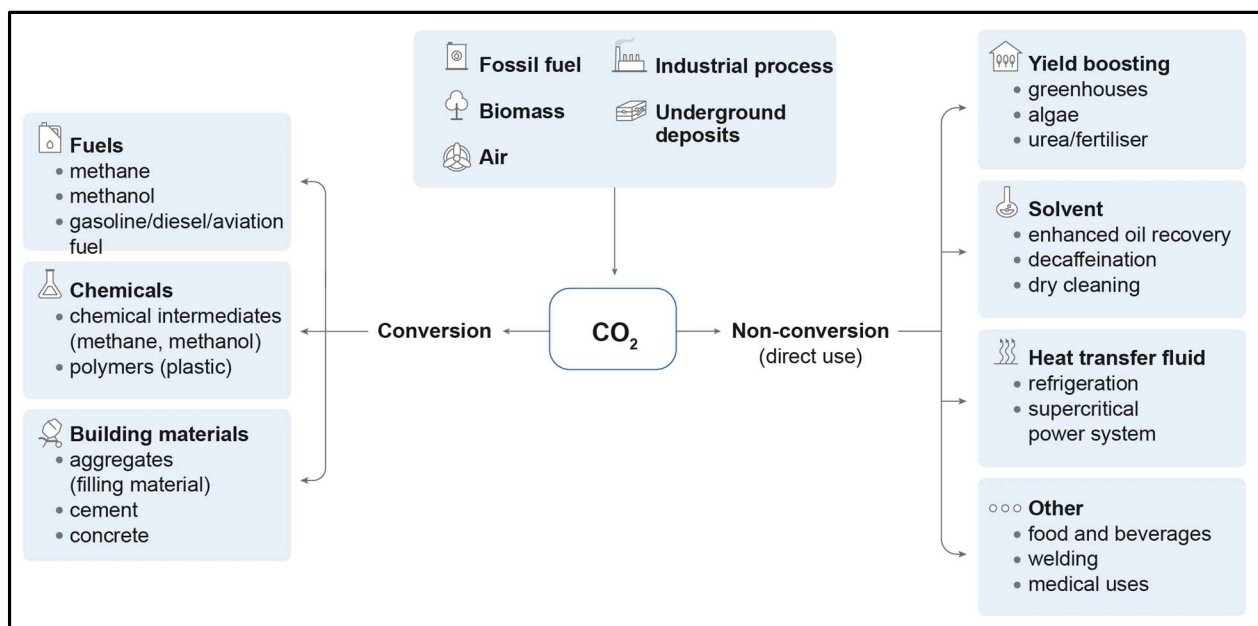 Fossil fuel
Industrial process
Biomass
Underground
deposits
Air
Fuels
• methane
• methanol
• gasoline/diesel/aviation
fuel
Chemicals
• chemical intermediates
(methane, methanol)
• polymers (plastic)
Building materials
• aggregates
(filling material)
• cement
• concrete
Conversion
CO₂
Non-conversion
(direct use)
Yield boosting
• greenhouses
• algae
• urea/fertiliser
Solvent
• enhanced oil recovery
• decaffeination
• dry cleaning
Heat transfer fluid
• refrigeration
• supercritical
power system
Other
• food and beverages
• welding
• medical uses